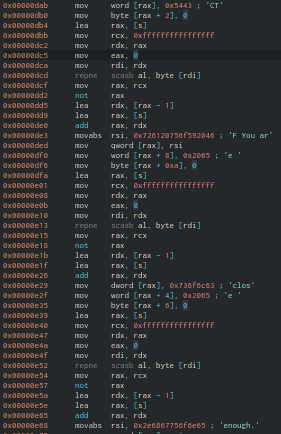 0x00000dab mov word [rax], 0x5443 ; 'CT'
0x00000db0 mov byte [rax + 2], 0
0x00000db4 lea rax, [s]
0x00000dbb mov rcx, 0xffffffffffffffff
0x00000dc2 mov rdx, rax
0x00000dc5 mov eax, 0
0x00000dca mov rdi, rdx
0x00000dcd repne scasb al, byte [rdi]
0x00000dcf mov rax, rcx
0x00000dd2 not rax
0x00000dd5 lea rdx, [rax - 1]
0x00000dd9 lea rax, [s]
0x00000de0 add rax, rdx
0x00000de3 movabs rsi, 0x726120756f592046 ; 'F You ar'
0x00000ded mov qword [rax], rsi
0x00000df0 mov word [rax + 8], 0x2065 ; 'e '
0x00000df6 mov byte [rax + 0xa], 0
0x00000dfa lea rax, [s]
0x00000e01 mov rcx, 0xffffffffffffffff
0x00000e08 mov rdx, rax
0x00000e0b mov eax, 0
0x00000e10 mov rdi, rdx
0x00000e13 repne scasb al, byte [rdi]
0x00000e15 mov rax, rcx
0x00000e18 not rax
0x00000e1b lea rdx, [rax - 1]
0x00000e1f lea rax, [s]
0x00000e26 add rax, rdx
0x00000e29 mov dword [rax], 0x736f6c63 ; 'clos'
0x00000e2f mov word [rax + 4], 0x2065 ; 'e '
0x00000e35 mov byte [rax + 6], 0
0x00000e39 lea rax, [s]
0x00000e40 mov rcx, 0xffffffffffffffff
0x00000e47 mov rdx, rax
0x00000e4a mov eax, 0
0x00000e4f mov rdi, rdx
0x00000e52 repne scasb al, byte [rdi]
0x00000e54 mov rax, rcx
0x00000e57 not rax
0x00000e5a lea rdx, [rax - 1]
0x00000e5e lea rax, [s]
0x00000e65 add rax, rdx
0x00000e68 movabs rsi, 0x2e6867756f6e65 ; 'enough.'